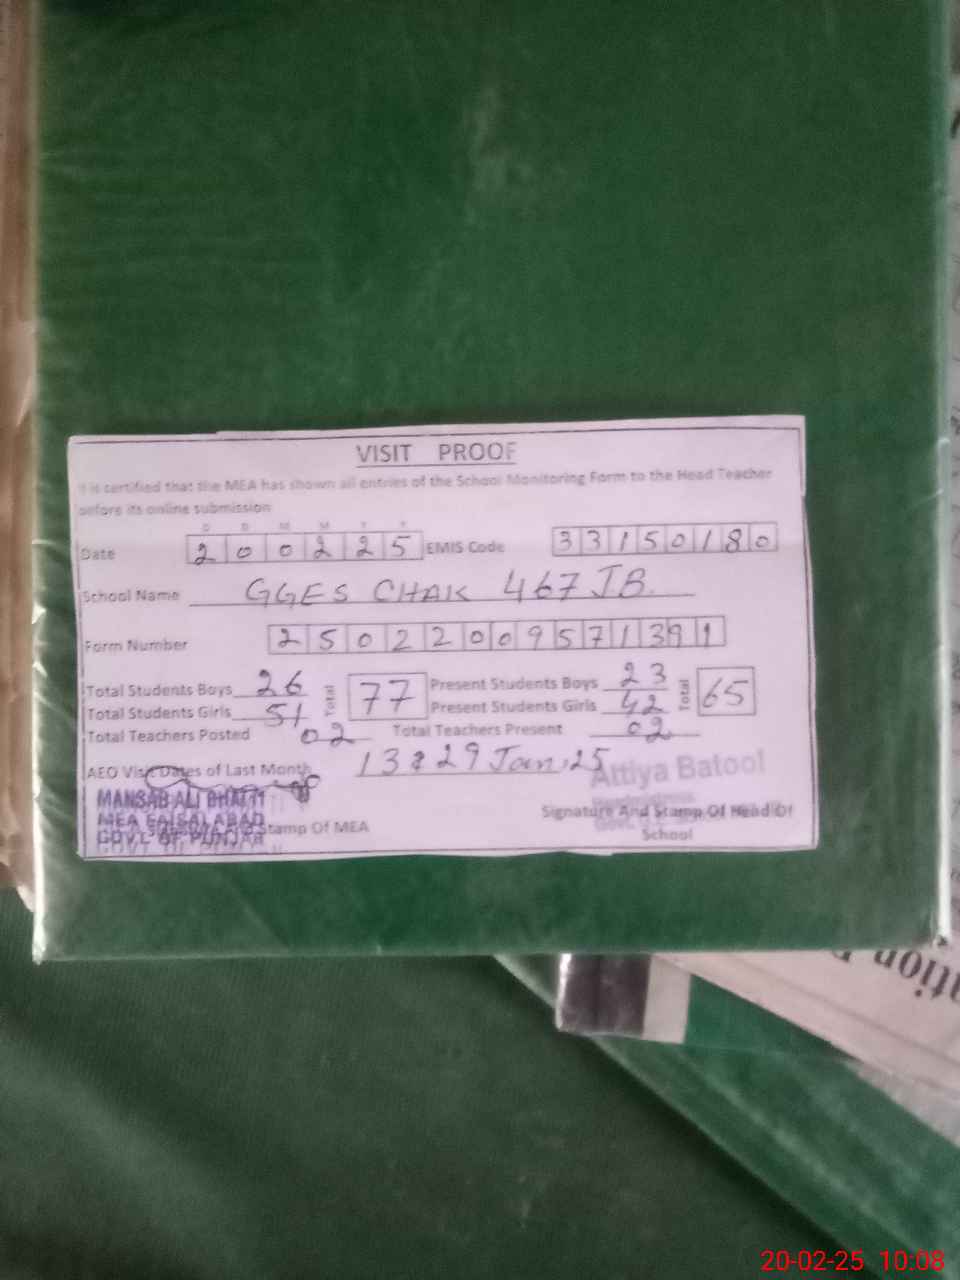 VISIT PROOF
It is certified that the MEA has shown all entries of the School Monitoring Form to the Head Teacher
before its online submission
D D M M Y Y
Date 2 0 0 2 2 5 EMIS Code 3 3 1 5 0 1 8 0
School Name GGES CHAK 467 JB.
Form Number 2 5 0 2 2 0 0 9 5 7 1 39 1
Total Students Boys 26 Total 77 Present Students Boys 23 Total 65
Total Students Girls 51 Present Students Girls 42
Total Teachers Posted 02 Total Teachers Present 02
AEO Visit Dates of Last Month 13 & 29 Jan, 25
Attiya Batool
MANSAB ALI BHATTI
MEA FAISALABAD
GOVT. OF PUNJAB
Stamp Of MEA
Signature And Stamp Of Head Of
School
ation
20-02-25 10:08